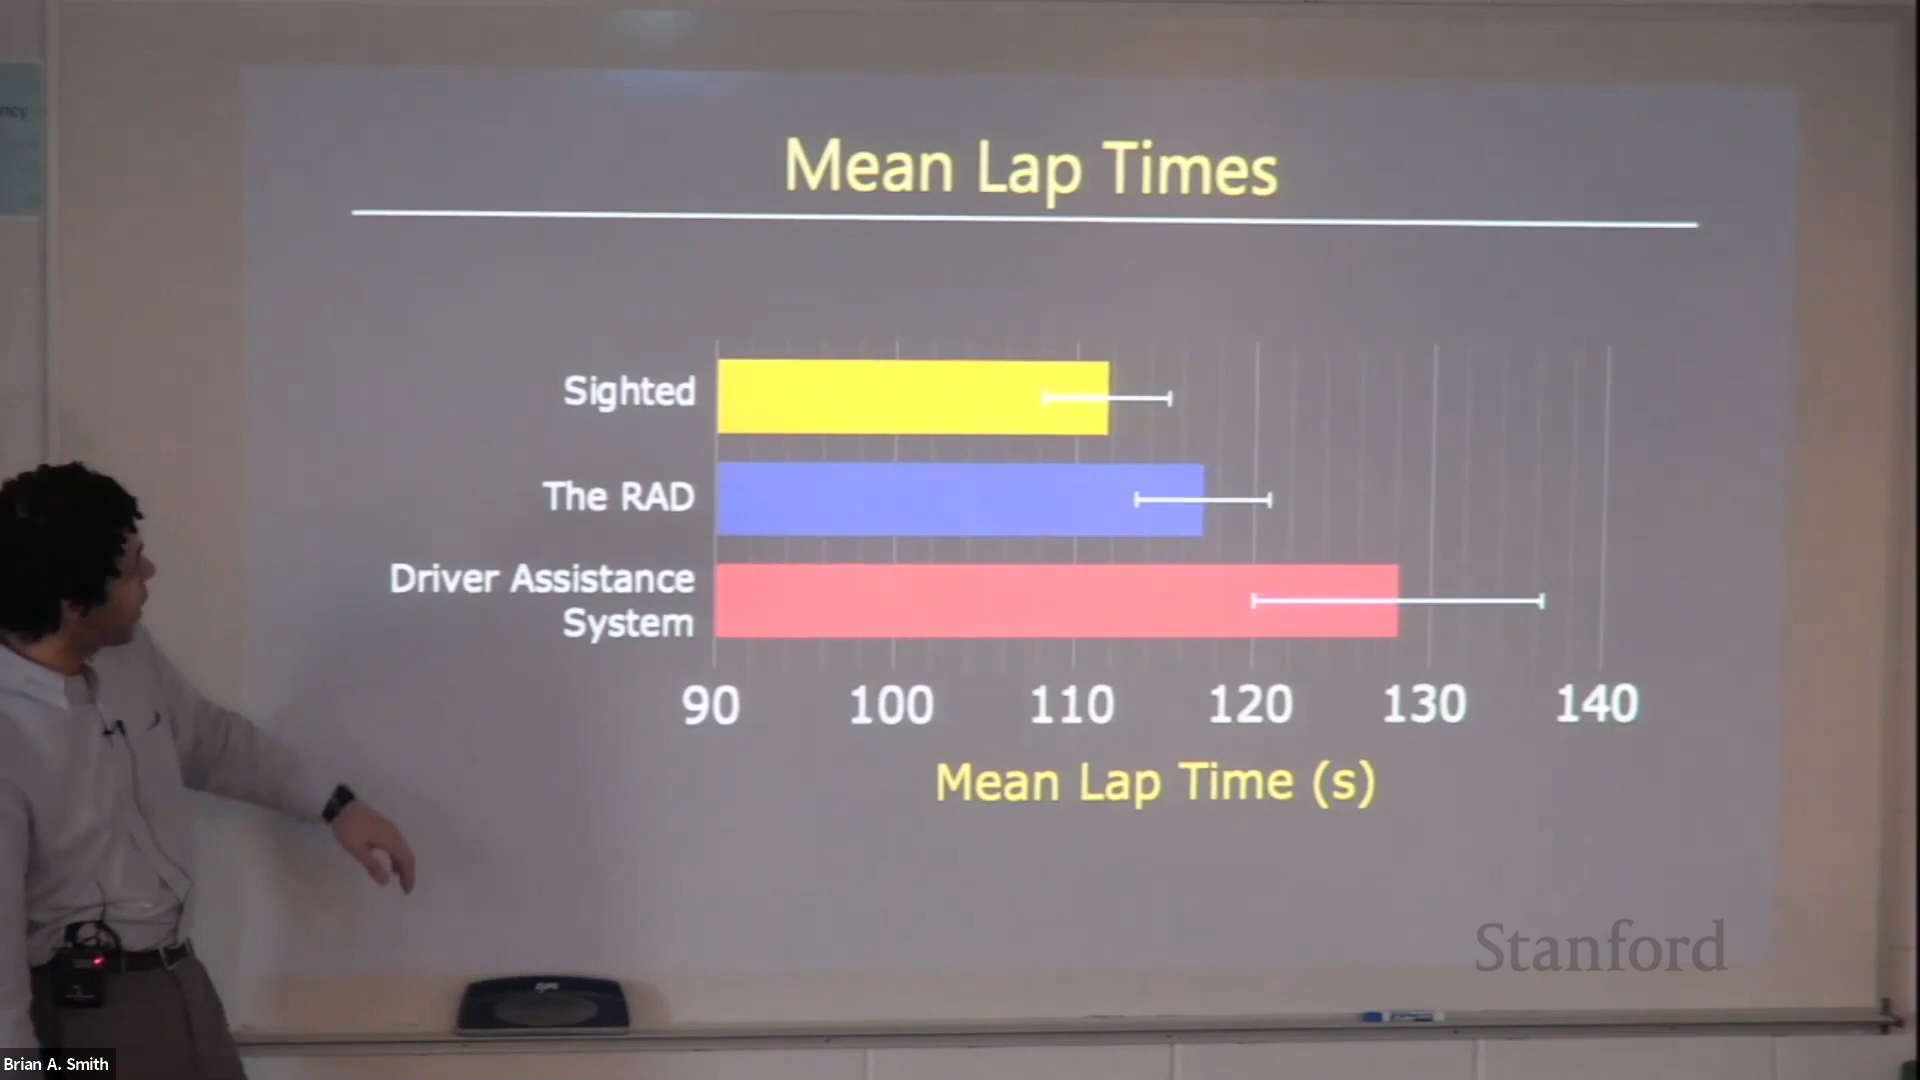 ncy
Mean Lap Times
Sighted
The RAD
Driver Assistance
System
90 100 110 120 130 140
Mean Lap Time (s)
Stanford
Brian A. Smith